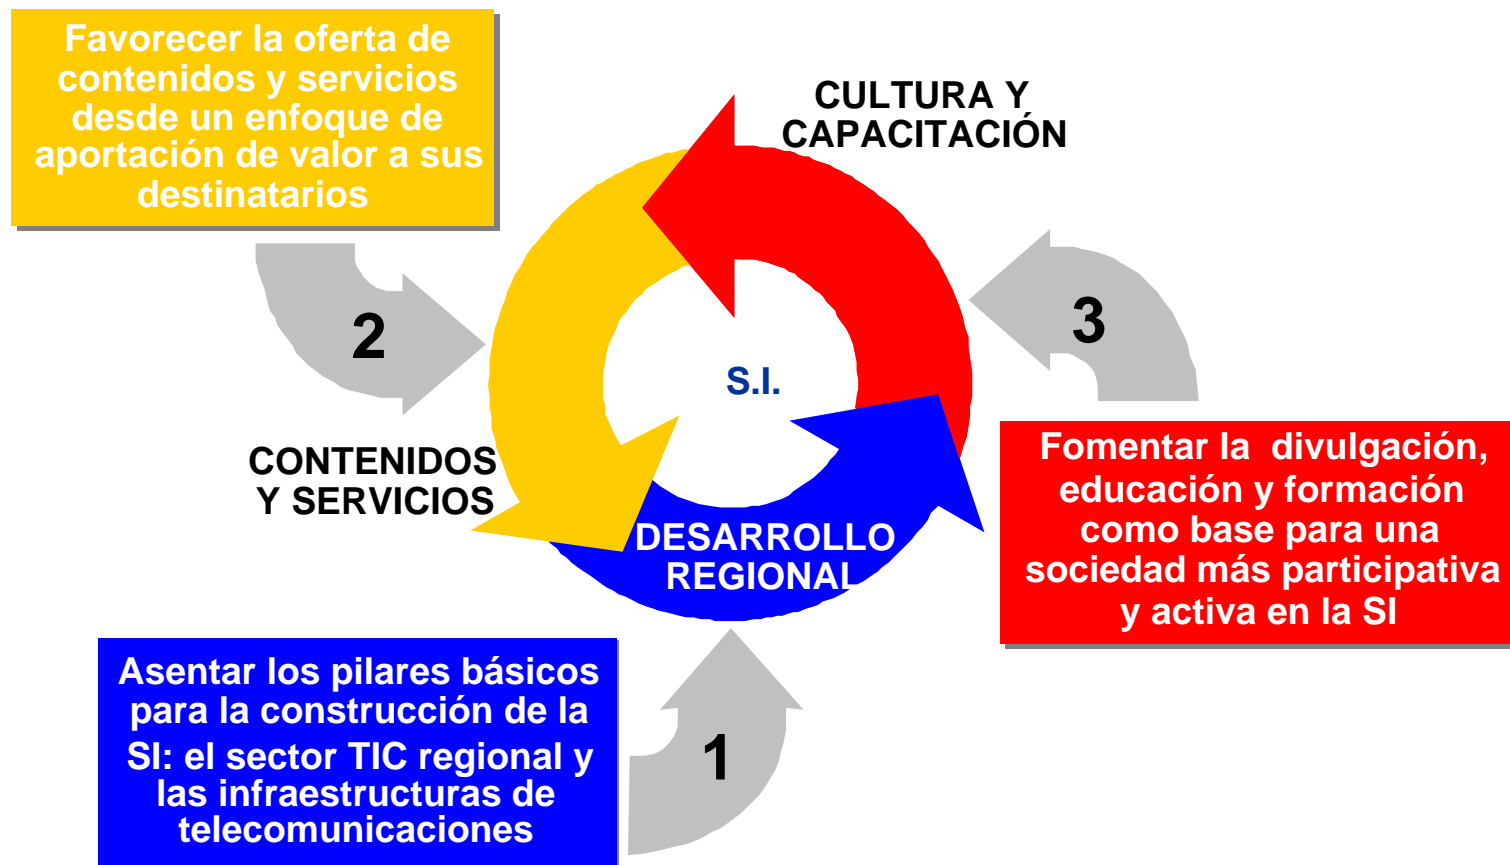 Favorecer la oferta de
contenidos y servicios
desde un enfoque de
aportación de valor a sus
destinatarios
CULTURA Y
CAPACITACIÓN
2
3
S.I.
CONTENIDOS
Y SERVICIOS
DESARROLLO
REGIONAL
Fomentar la  divulgación,
educación y formación
como base para una
sociedad más participativa
y activa en la SI
Asentar los pilares básicos
para la construcción de la
SI: el sector TIC regional y
las infraestructuras de
telecomunicaciones
1